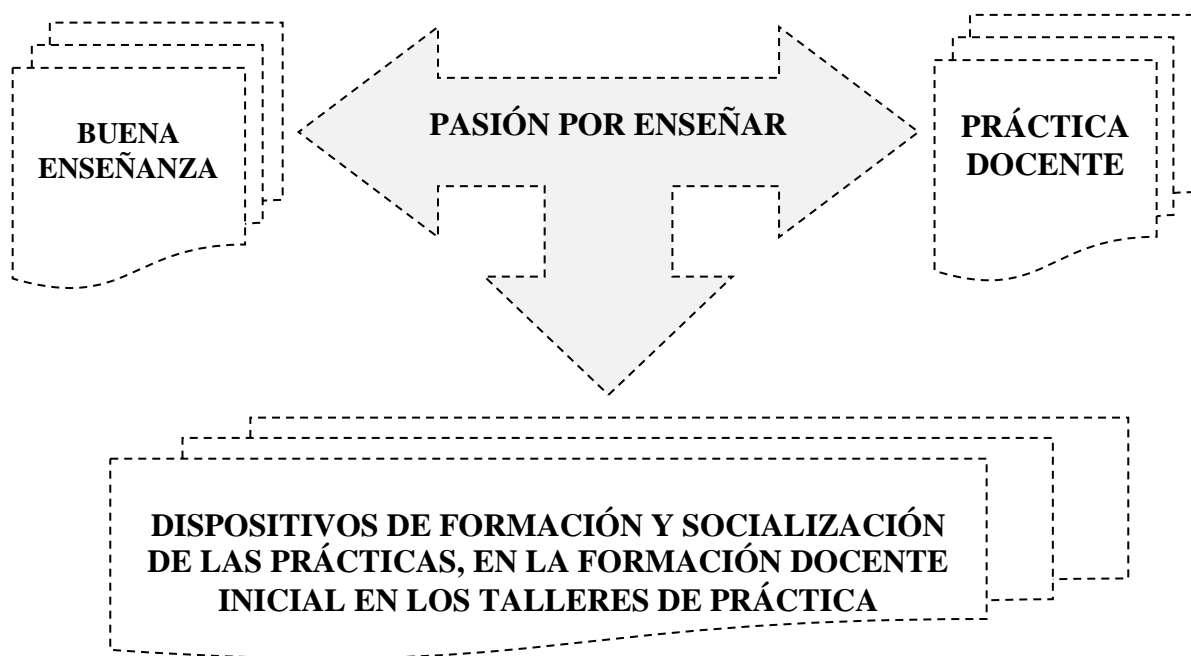 BUENA
ENSEÑANZA
PASIÓN POR ENSEÑAR
PRÁCTICA
DOCENTE
DISPOSITIVOS DE FORMACIÓN Y SOCIALIZACIÓN
DE LAS PRÁCTICAS, EN LA FORMACIÓN DOCENTE
INICIAL EN LOS TALLERES DE PRÁCTICA